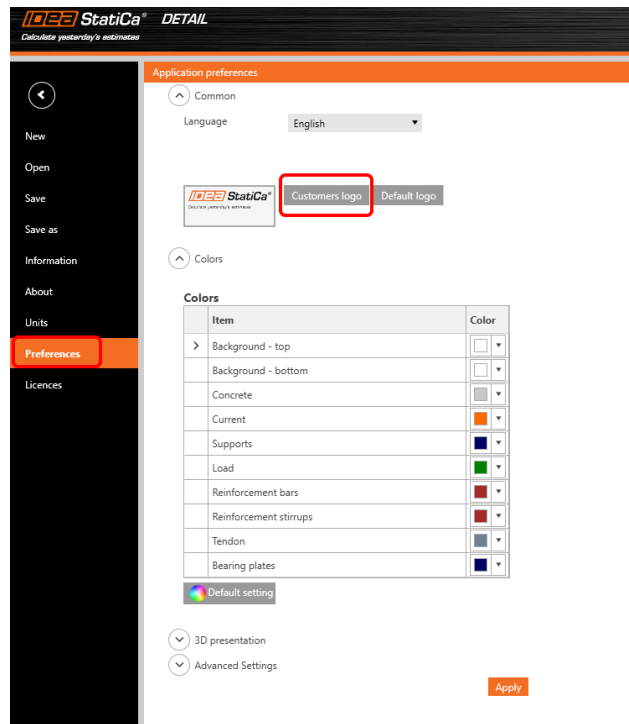 IDEA StatiCa® DETAIL
Calculate yesterday's estimates
Application preferences
Common
Language English
New
Open
Save
Save as
Information
About
Units
Preferences
Licences
IDEA StatiCa®
Calculate yesterday's estimates
Customers logo Default logo
Colors
Colors
Item Color
Background - top
Background - bottom
Concrete
Current
Supports
Load
Reinforcement bars
Reinforcement stirrups
Tendon
Bearing plates
Default setting
3D presentation
Advanced Settings
Apply